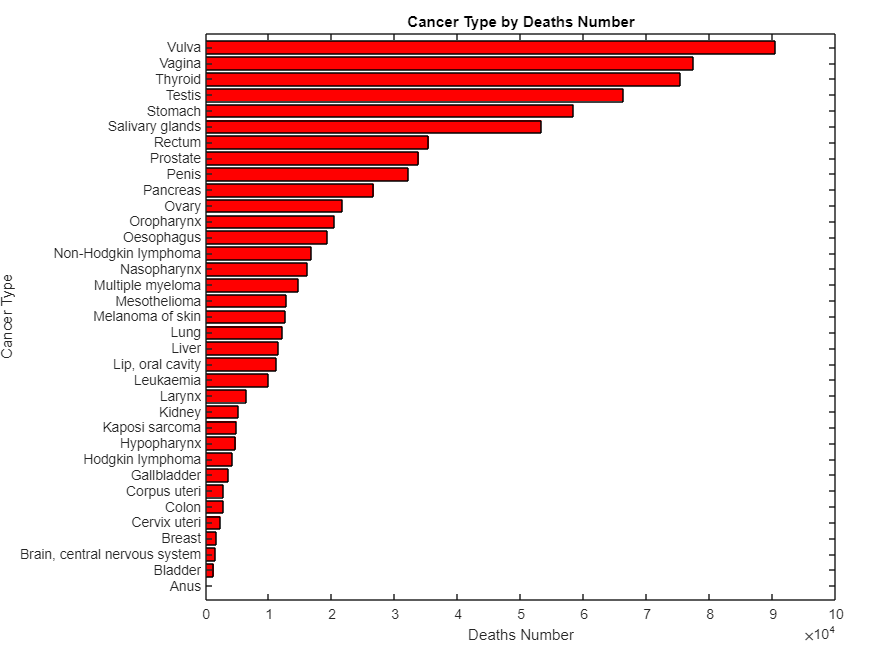 Cancer Type by Deaths Number
Cancer Type
Vulva
Vagina
Thyroid
Testis
Stomach
Salivary glands
Rectum
Prostate
Penis
Pancreas
Ovary
Oropharynx
Oesophagus
Non-Hodgkin lymphoma
Nasopharynx
Multiple myeloma
Mesothelioma
Melanoma of skin
Lung
Liver
Lip, oral cavity
Leukaemia
Larynx
Kidney
Kaposi sarcoma
Hypopharynx
Hodgkin lymphoma
Gallbladder
Corpus uteri
Colon
Cervix uteri
Breast
Brain, central nervous system
Bladder
Anus
0 1 2 3 4 5 6 7 8 9 10
Deaths Number
×10⁴